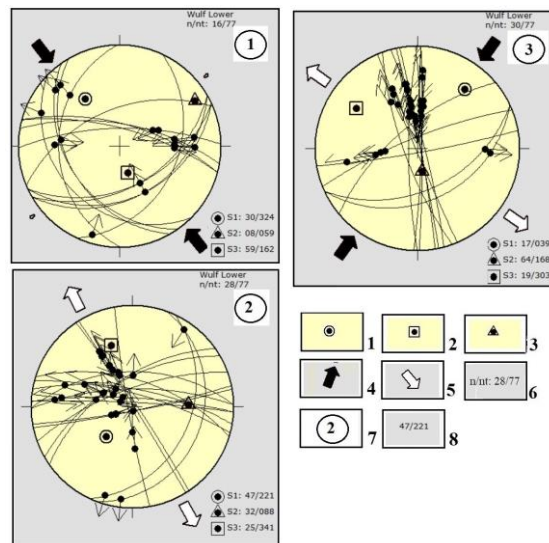 Wulf Lower
n/nt: 16/77
1
S1: 30/324
S2: 08/059
S3: 59/162
Wulf Lower
n/nt: 30/77
3
S1: 17/039
S2: 64/168
S3: 19/303
Wulf Lower
n/nt: 28/77
2
S1: 47/221
S2: 32/088
S3: 25/341
1
2
3
4
5
n/nt: 28/77
6
2
7
47/221
8